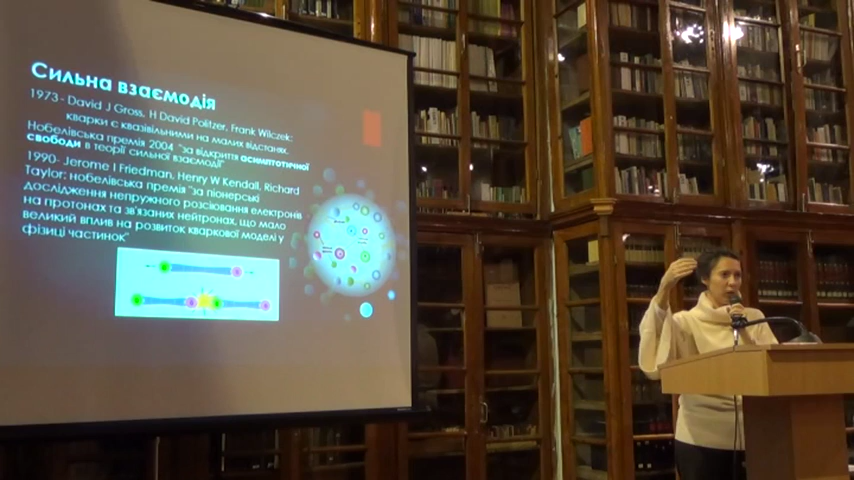 Сильна взаємодія
1973 - David J Gross, H David Politzer, Frank Wilczek:
кварки є квазівільними на малих відстанях.
Нобелівська премія 2004 "за відкриття асимптотичної
свободи в теорії сильної взаємодії"
1990- Jerome I Friedman, Henry W Kendall, Richard
Taylor: нобелівська премія "за піонерські
дослідження непружного розсіювання електронів
на протонах та зв'язаних нейтронах, що мало
великий вплив на розвиток кваркової моделі у
фізиці частинок"